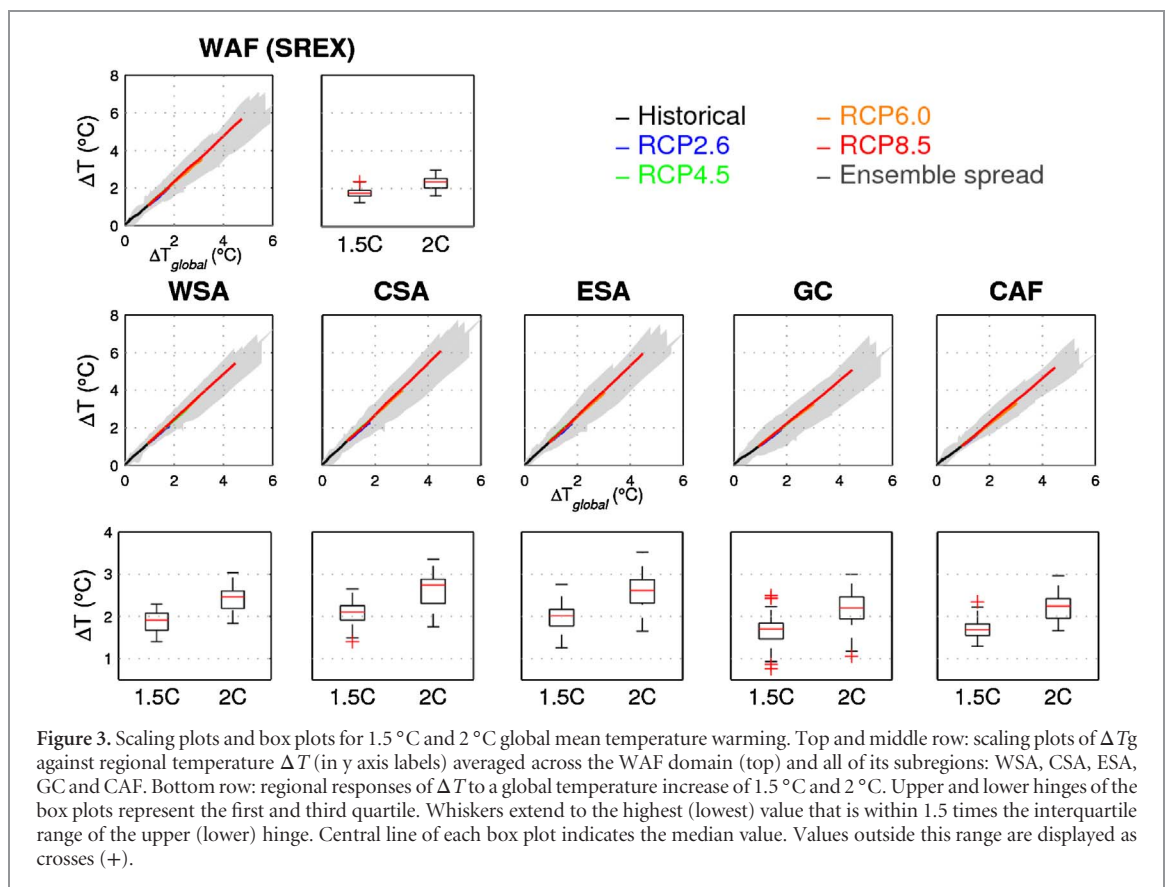 WAF (SREX)
8
6
4
2
0
ΔT (°C)
0 2 4 6
ΔTglobal (°C)
1.5C 2C
– Historical
– RCP2.6
– RCP4.5
– RCP6.0
– RCP8.5
– Ensemble spread
WSA CSA ESA GC CAF
8
6
4
2
0
ΔT (°C)
0 2 4 6 0 2 4 6 0 2 4 6 0 2 4 6 0 2 4 6
ΔTglobal (°C)
4
3
2
1
ΔT (°C)
1.5C 2C 1.5C 2C 1.5C 2C 1.5C 2C 1.5C 2C
Figure 3. Scaling plots and box plots for 1.5 °C and 2 °C global mean temperature warming. Top and middle row: scaling plots of ΔTg
against regional temperature ΔT (in y axis labels) averaged across the WAF domain (top) and all of its subregions: WSA, CSA, ESA,
GC and CAF. Bottom row: regional responses of ΔT to a global temperature increase of 1.5 °C and 2 °C. Upper and lower hinges of the
box plots represent the first and third quartile. Whiskers extend to the highest (lowest) value that is within 1.5 times the interquartile
range of the upper (lower) hinge. Central line of each box plot indicates the median value. Values outside this range are displayed as
crosses (+).